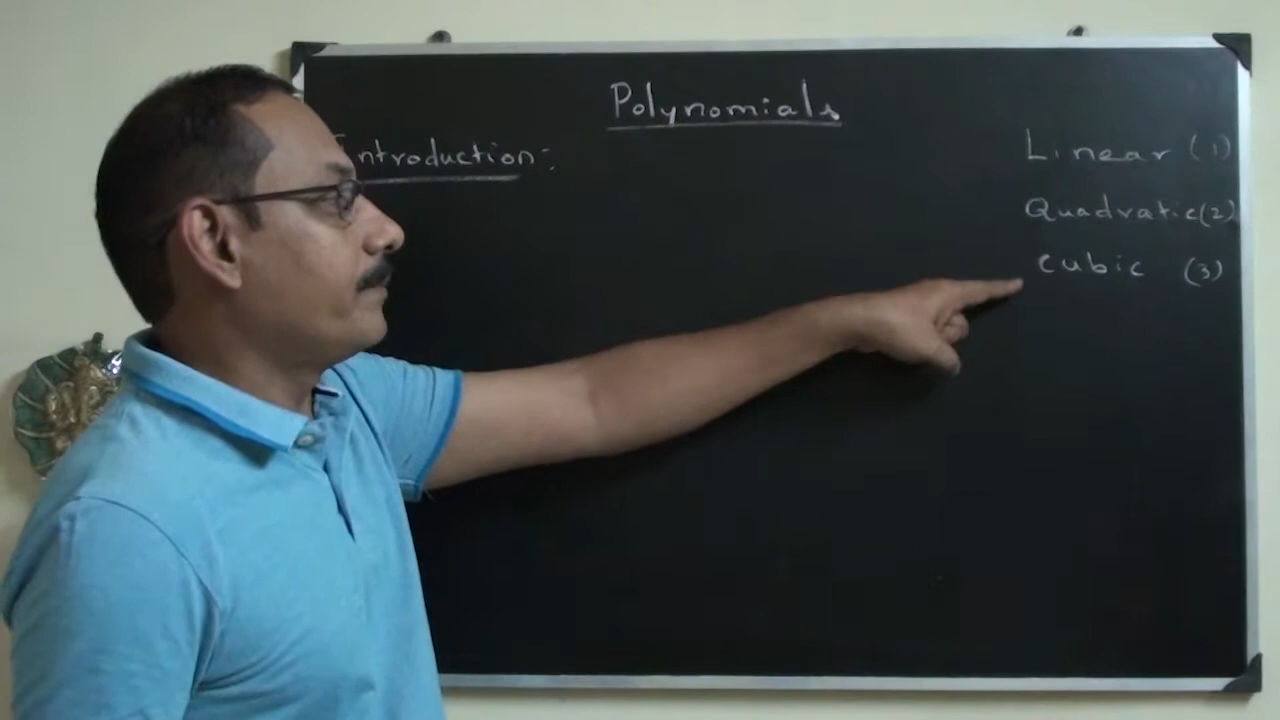 Polynomials
Introduction:
Linear (1)
Quadratic (2)
cubic (3)